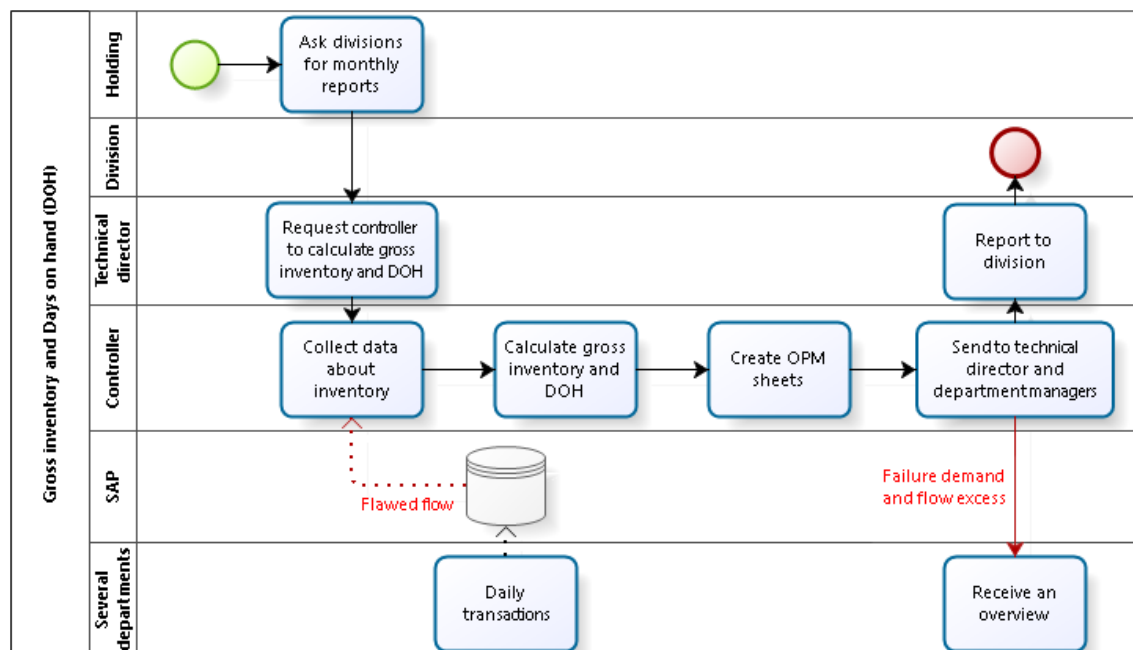 Gross inventory and Days on hand (DOH)
Holding
Ask divisions
for monthly
reports
Division
Technical
director
Request controller
to calculate gross
inventory and DOH
Report to
division
Controller
Collect data
about
inventory
Calculate gross
inventory and
DOH
Create OPM
sheets
Send to technical
director and
department managers
SAP
Flawed flow
Failure demand
and flow excess
Several
departments
Daily
transactions
Receive an
overview